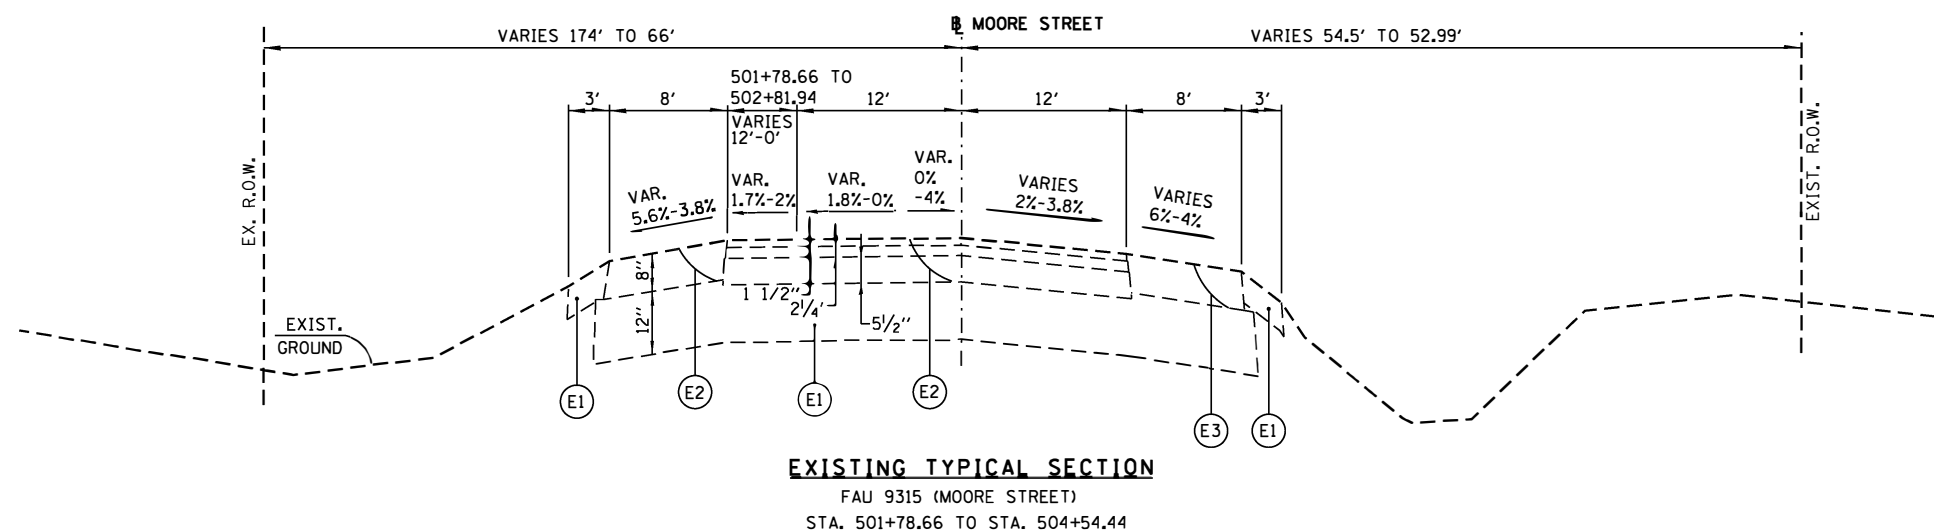 ℄ MOORE STREET
VARIES 174' TO 66'
VARIES 54.5' TO 52.99'
501+78.66 TO
502+81.94
3'
8'
12'
12'
8'
3'
VARIES
12'-0'
EX. R.O.W.
EXIST. R.O.W.
VAR.
5.6%-3.8%
VAR.
1.7%-2%
VAR.
1.8%-0%
VAR.
0%
-4%
VARIES
2%-3.8%
VARIES
6%-4%
8"
12"
1 1/2"
2 1/4'
5 1/2"
EXIST.
GROUND
E1
E2
E1
E2
E3
E1
EXISTING TYPICAL SECTION
FAU 9315 (MOORE STREET)
STA. 501+78.66 TO STA. 504+54.44